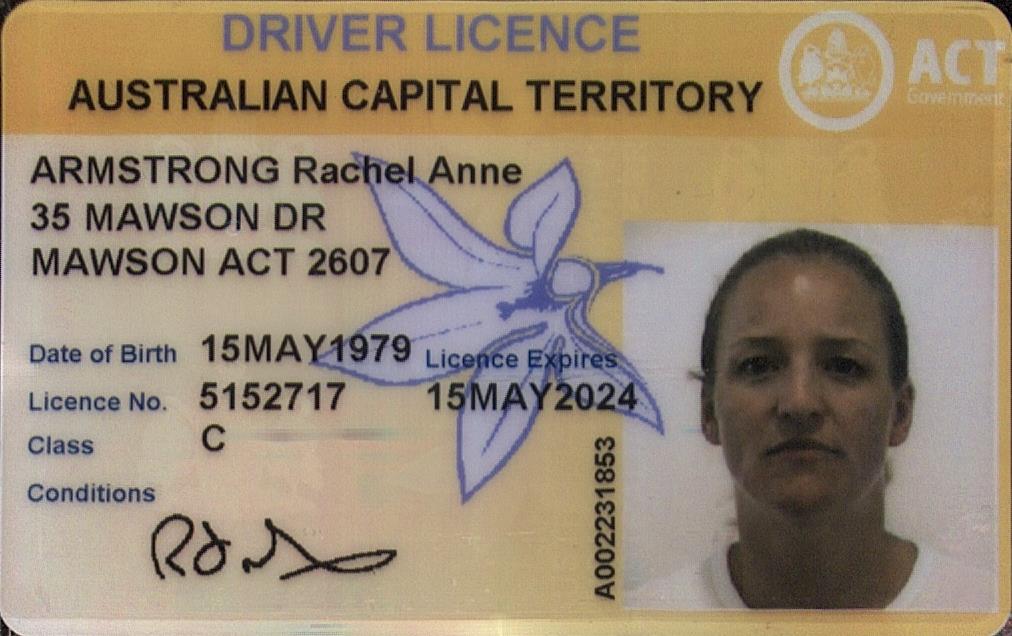 DRIVER LICENCE
AUSTRALIAN CAPITAL TERRITORY
ACT
Government
ARMSTRONG Rachel Anne
35 MAWSON DR
MAWSON ACT 2607
Date of Birth 15MAY1979 Licence Expires
Licence No. 5152717 15MAY2024
Class C
Conditions
A002231853